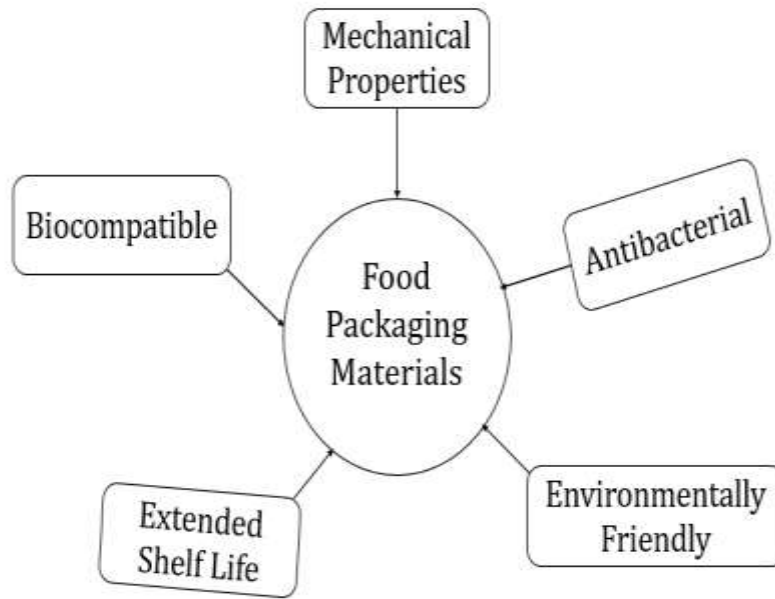 Mechanical
Properties
Biocompatible
Antibacterial
Food
Packaging
Materials
Extended
Shelf Life
Environmentally
Friendly